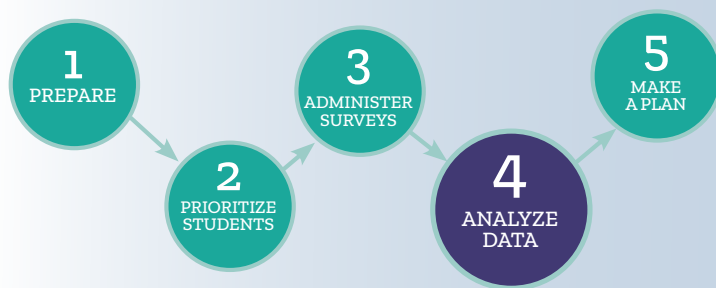 1
PREPARE
2
PRIORITIZE
STUDENTS
3
ADMINISTER
SURVEYS
4
ANALYZE
DATA
5
MAKE
A PLAN